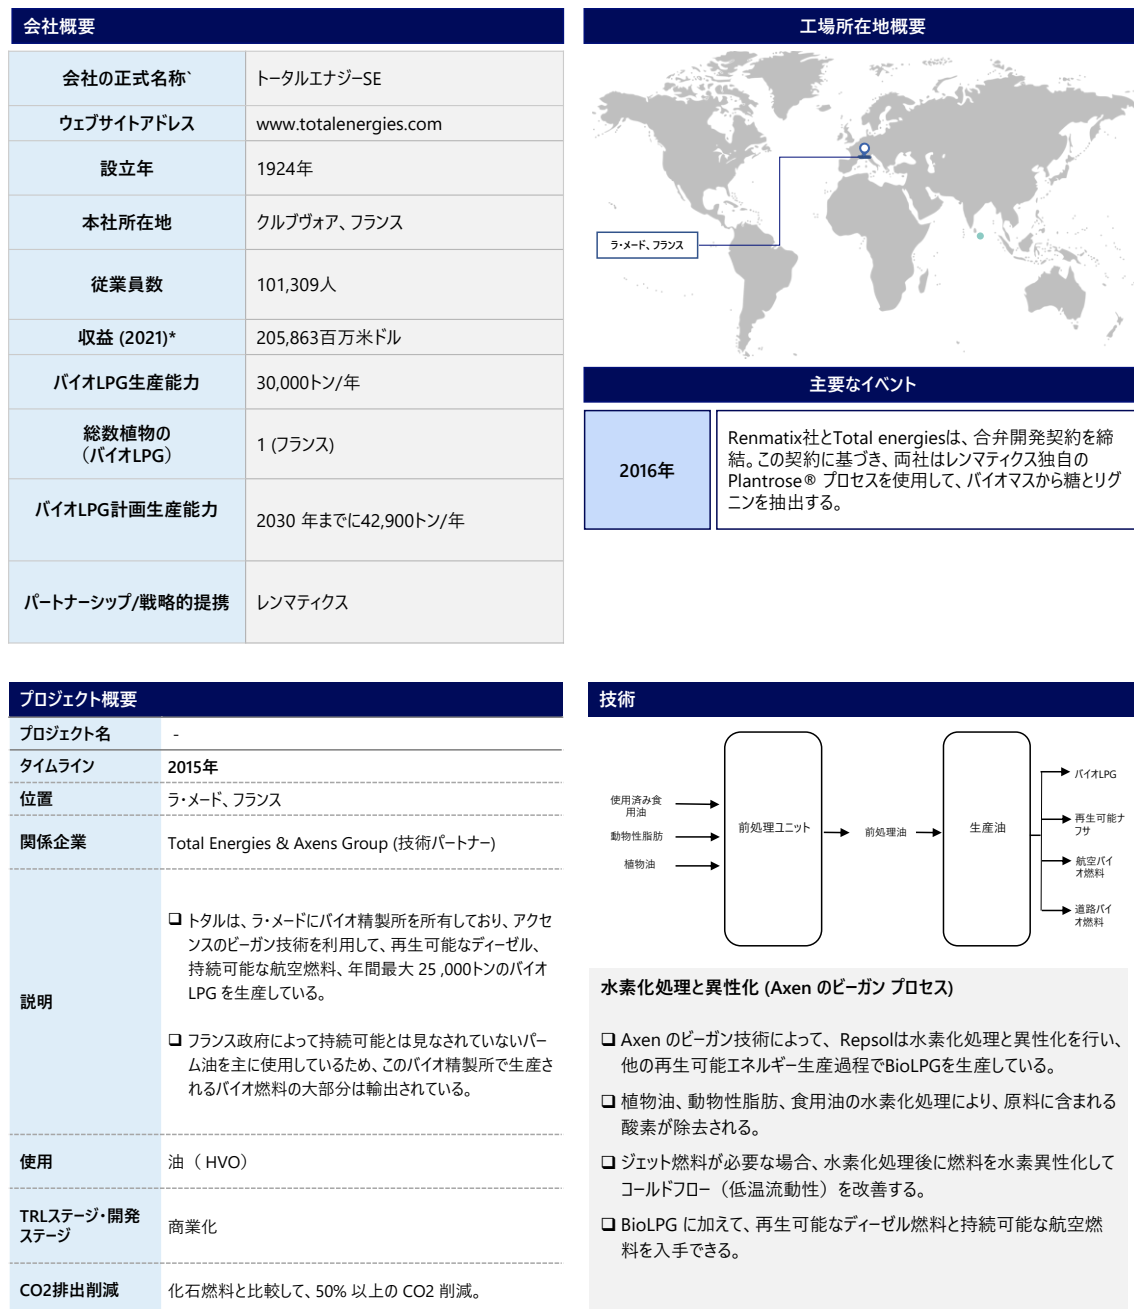 会社概要
会社の正式名称`
トータルエナジーSE
ウェブサイトアドレス
www.totalenergies.com
設立年
1924年
本社所在地
クルブヴォア、フランス
従業員数
101,309人
収益 (2021)*
205,863百万米ドル
バイオLPG生産能力
30,000トン/年
総数植物の
（バイオLPG）
1 (フランス)
バイオLPG計画生産能力
2030 年までに42,900トン/年
パートナーシップ/戦略的提携
レンマティクス
工場所在地概要
ラ・メード、フランス
主要なイベント
2016年
Renmatix社とTotal energiesは、合弁開発契約を締
結。この契約に基づき、両社はレンマティクス独自の
Plantrose® プロセスを使用して、バイオマスから糖とリグ
ニンを抽出する。
プロジェクト概要
プロジェクト名
-
タイムライン
2015年
位置
ラ・メード、フランス
関係企業
Total Energies & Axens Group (技術パートナー)
説明
❑ トタルは、ラ・メードにバイオ精製所を所有しており、アクセ
ンスのビーガン技術を利用して、再生可能なディーゼル、
持続可能な航空燃料、年間最大 25 ,000トンのバイオ
LPG を生産している。
❑ フランス政府によって持続可能とは見なされていないパー
ム油を主に使用しているため、このバイオ精製所で生産さ
れるバイオ燃料の大部分は輸出されている。
使用
油（ HVO）
TRLステージ・開発
ステージ
商業化
CO2排出削減
化石燃料と比較して、50% 以上の CO2 削減。
技術
使用済み食
用油
動物性脂肪
植物油
前処理ユニット
前処理油
生産油
バイオLPG
再生可能ナ
フサ
航空バイ
オ燃料
道路バイ
オ燃料
水素化処理と異性化 (Axen のビーガン プロセス)
❑ Axen のビーガン技術によって、 Repsolは水素化処理と異性化を行い、
他の再生可能エネルギー生産過程でBioLPGを生産している。
❑ 植物油、動物性脂肪、食用油の水素化処理により、原料に含まれる
酸素が除去される。
❑ ジェット燃料が必要な場合、水素化処理後に燃料を水素異性化して
コールドフロー（低温流動性）を改善する。
❑ BioLPG に加えて、再生可能なディーゼル燃料と持続可能な航空燃
料を入手できる。